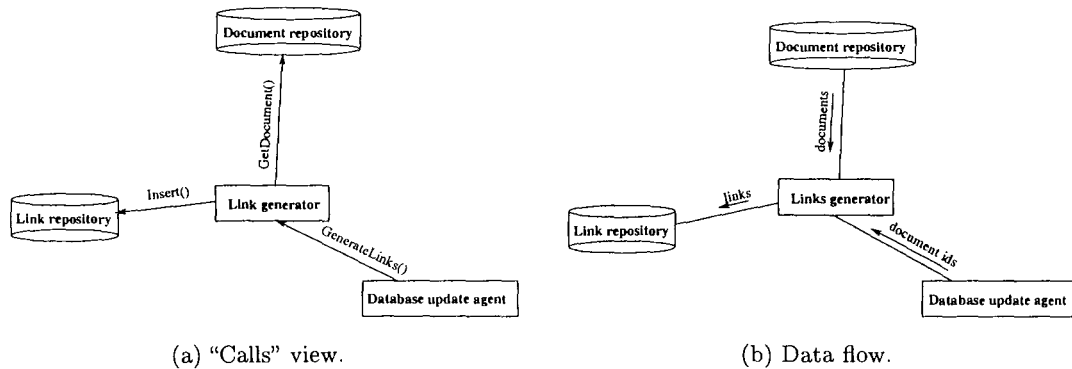 Document repository
GetDocument()
Insert()
Link generator
Link repository
GenerateLinks()
Database update agent
(a) “Calls” view.
Document repository
documents
links
Links generator
Link repository
document ids
Database update agent
(b) Data flow.